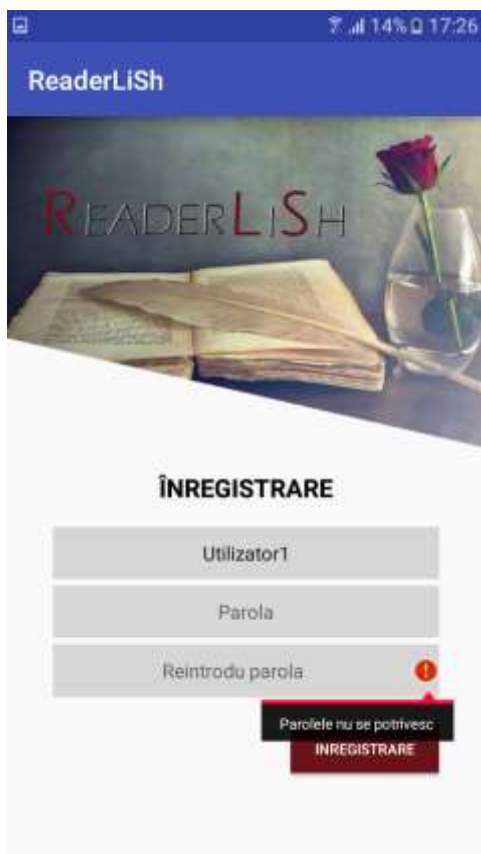 14% 17:26
ReaderLiSh
READERLISH
ÎNREGISTRARE
Utilizator1
Parola
Reintrodu parola
Parolele nu se potrivesc
INREGISTRARE